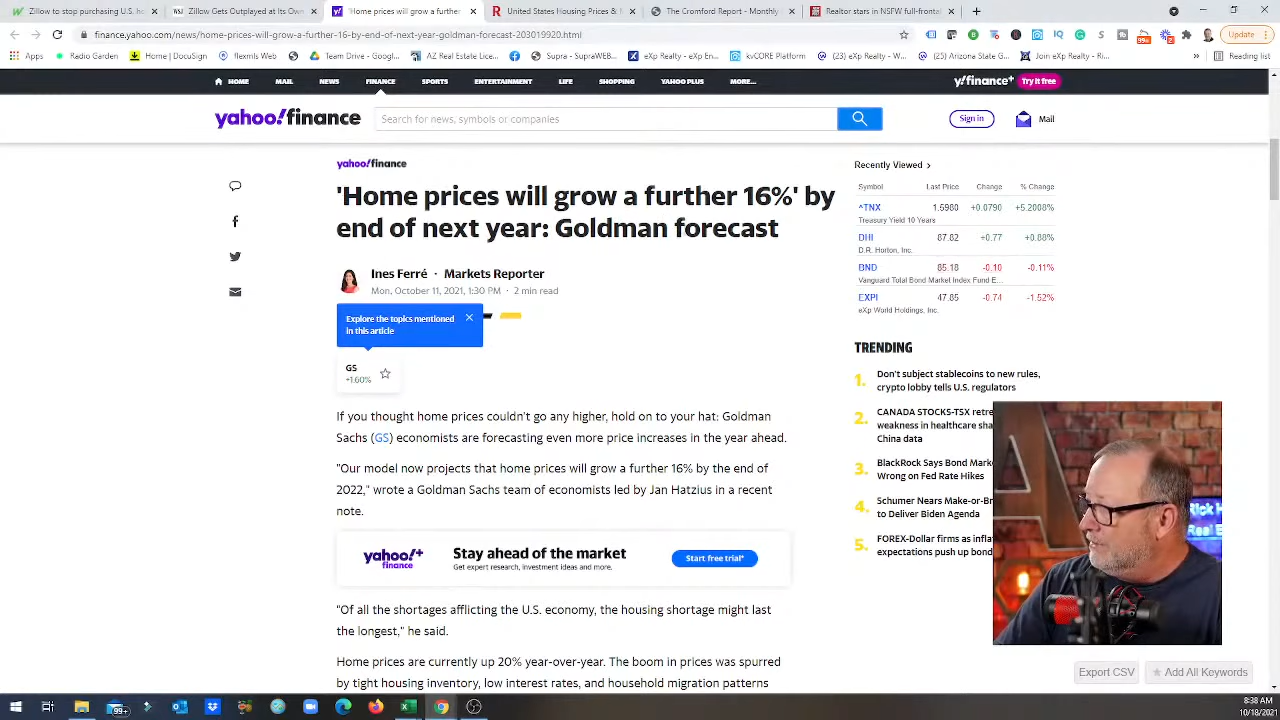 Zillow to stop purchasing U.S. ho
Zillow Gets Outplayed at Its Own
'Home prices will grow a further
United States Housing Prices & M
The Cromford Report - Month
Realtor stars in NSFW full-frontal
finance.yahoo.com/news/home-prices-will-grow-a-further-16-by-end-of-next-year-goldman-forecast-203019920.html
Update
Apps
Radio Garden
Home | DocuSign
flexmls Web
Team Drive - Googl...
AZ Real Estate Lice...
Supra - SupraWEB...
eXp Realty - eXp En...
kvCORE Platform
(23) eXp Realty - W...
(25) Arizona State G...
Join eXp Realty - Ri...
Reading list
HOME
MAIL
NEWS
FINANCE
SPORTS
ENTERTAINMENT
LIFE
SHOPPING
YAHOO PLUS
MORE...
y!finance+
Try it free
yahoo!finance
Search for news, symbols or companies
Sign in
Mail
yahoo!finance
'Home prices will grow a further 16%' by
end of next year: Goldman forecast
Ines Ferré · Markets Reporter
Mon, October 11, 2021, 1:30 PM · 2 min read
Explore the topics mentioned
in this article
GS
+1.60%
If you thought home prices couldn't go any higher, hold on to your hat: Goldman
Sachs (GS) economists are forecasting even more price increases in the year ahead.
"Our model now projects that home prices will grow a further 16% by the end of
2022," wrote a Goldman Sachs team of economists led by Jan Hatzius in a recent
note.
yahoo!+
finance
Stay ahead of the market
Get expert research, investment ideas and more.
Start free trial*
"Of all the shortages afflicting the U.S. economy, the housing shortage might last
the longest," he said.
Home prices are currently up 20% year-over-year. The boom in prices was spurred
by tight housing inventory, low interest rates, and household migration patterns
Recently Viewed >
Symbol Last Price Change % Change
^TNX 1.5980 +0.0790 +5.2008%
Treasury Yield 10 Years
DHI 87.82 +0.77 +0.88%
D.R. Horton, Inc.
BND 85.18 -0.10 -0.11%
Vanguard Total Bond Market Index Fund E...
EXPI 47.85 -0.74 -1.52%
eXp World Holdings, Inc.
TRENDING
1. Don't subject stablecoins to new rules,
crypto lobby tells U.S. regulators
2. CANADA STOCKS-TSX retre
weakness in healthcare sha
China data
3. BlackRock Says Bond Mark
Wrong on Fed Rate Hikes
4. Schumer Nears Make-or-Br
to Deliver Biden Agenda
5. FOREX-Dollar firms as infla
expectations push up bond
Export CSV
Add All Keywords
8:38 AM
10/18/202